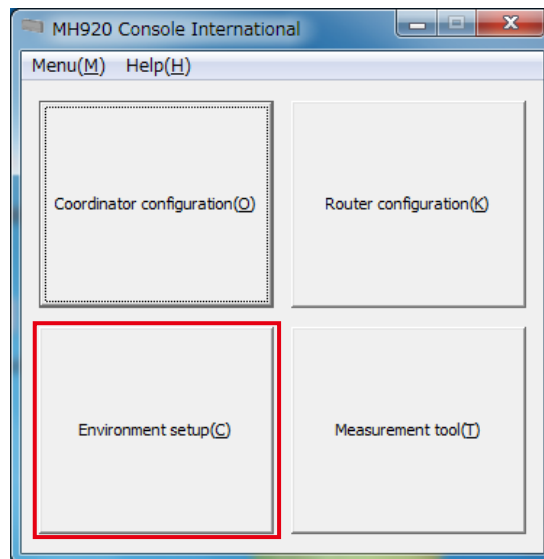 MH920 Console International
Menu(M) Help(H)
Coordinator configuration(O)
Router configuration(K)
Environment setup(C)
Measurement tool(T)